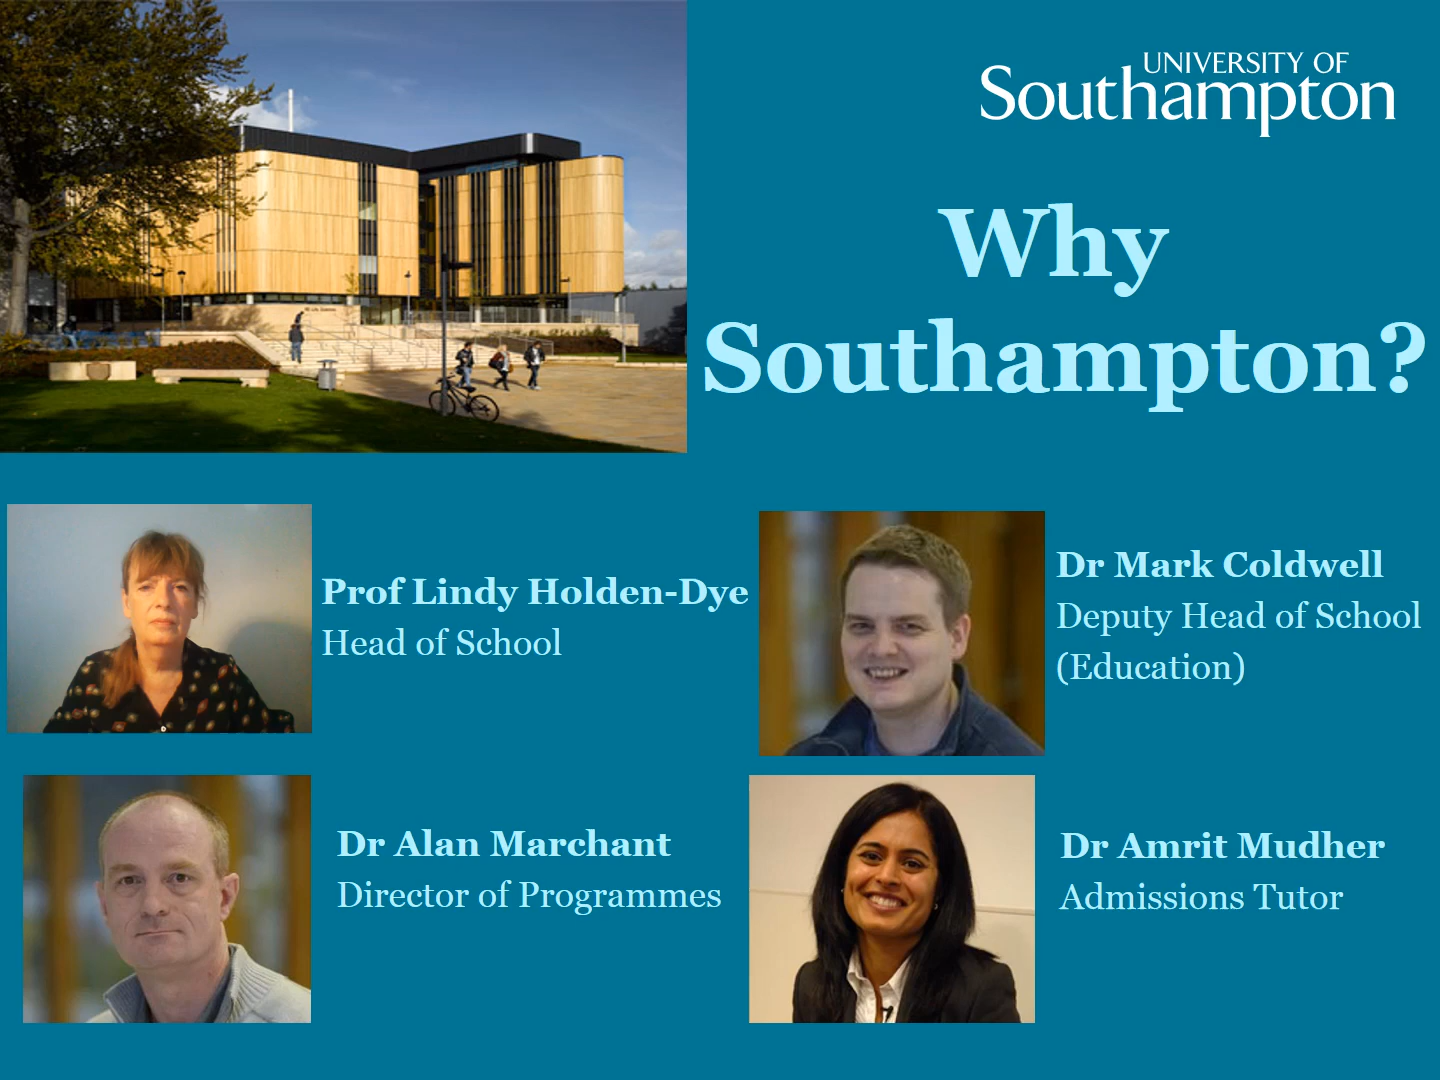 UNIVERSITY OF
Southampton
Why
Southampton?
Prof Lindy Holden-Dye
Head of School
Dr Mark Coldwell
Deputy Head of School
(Education)
Dr Alan Marchant
Director of Programmes
Dr Amrit Mudher
Admissions Tutor